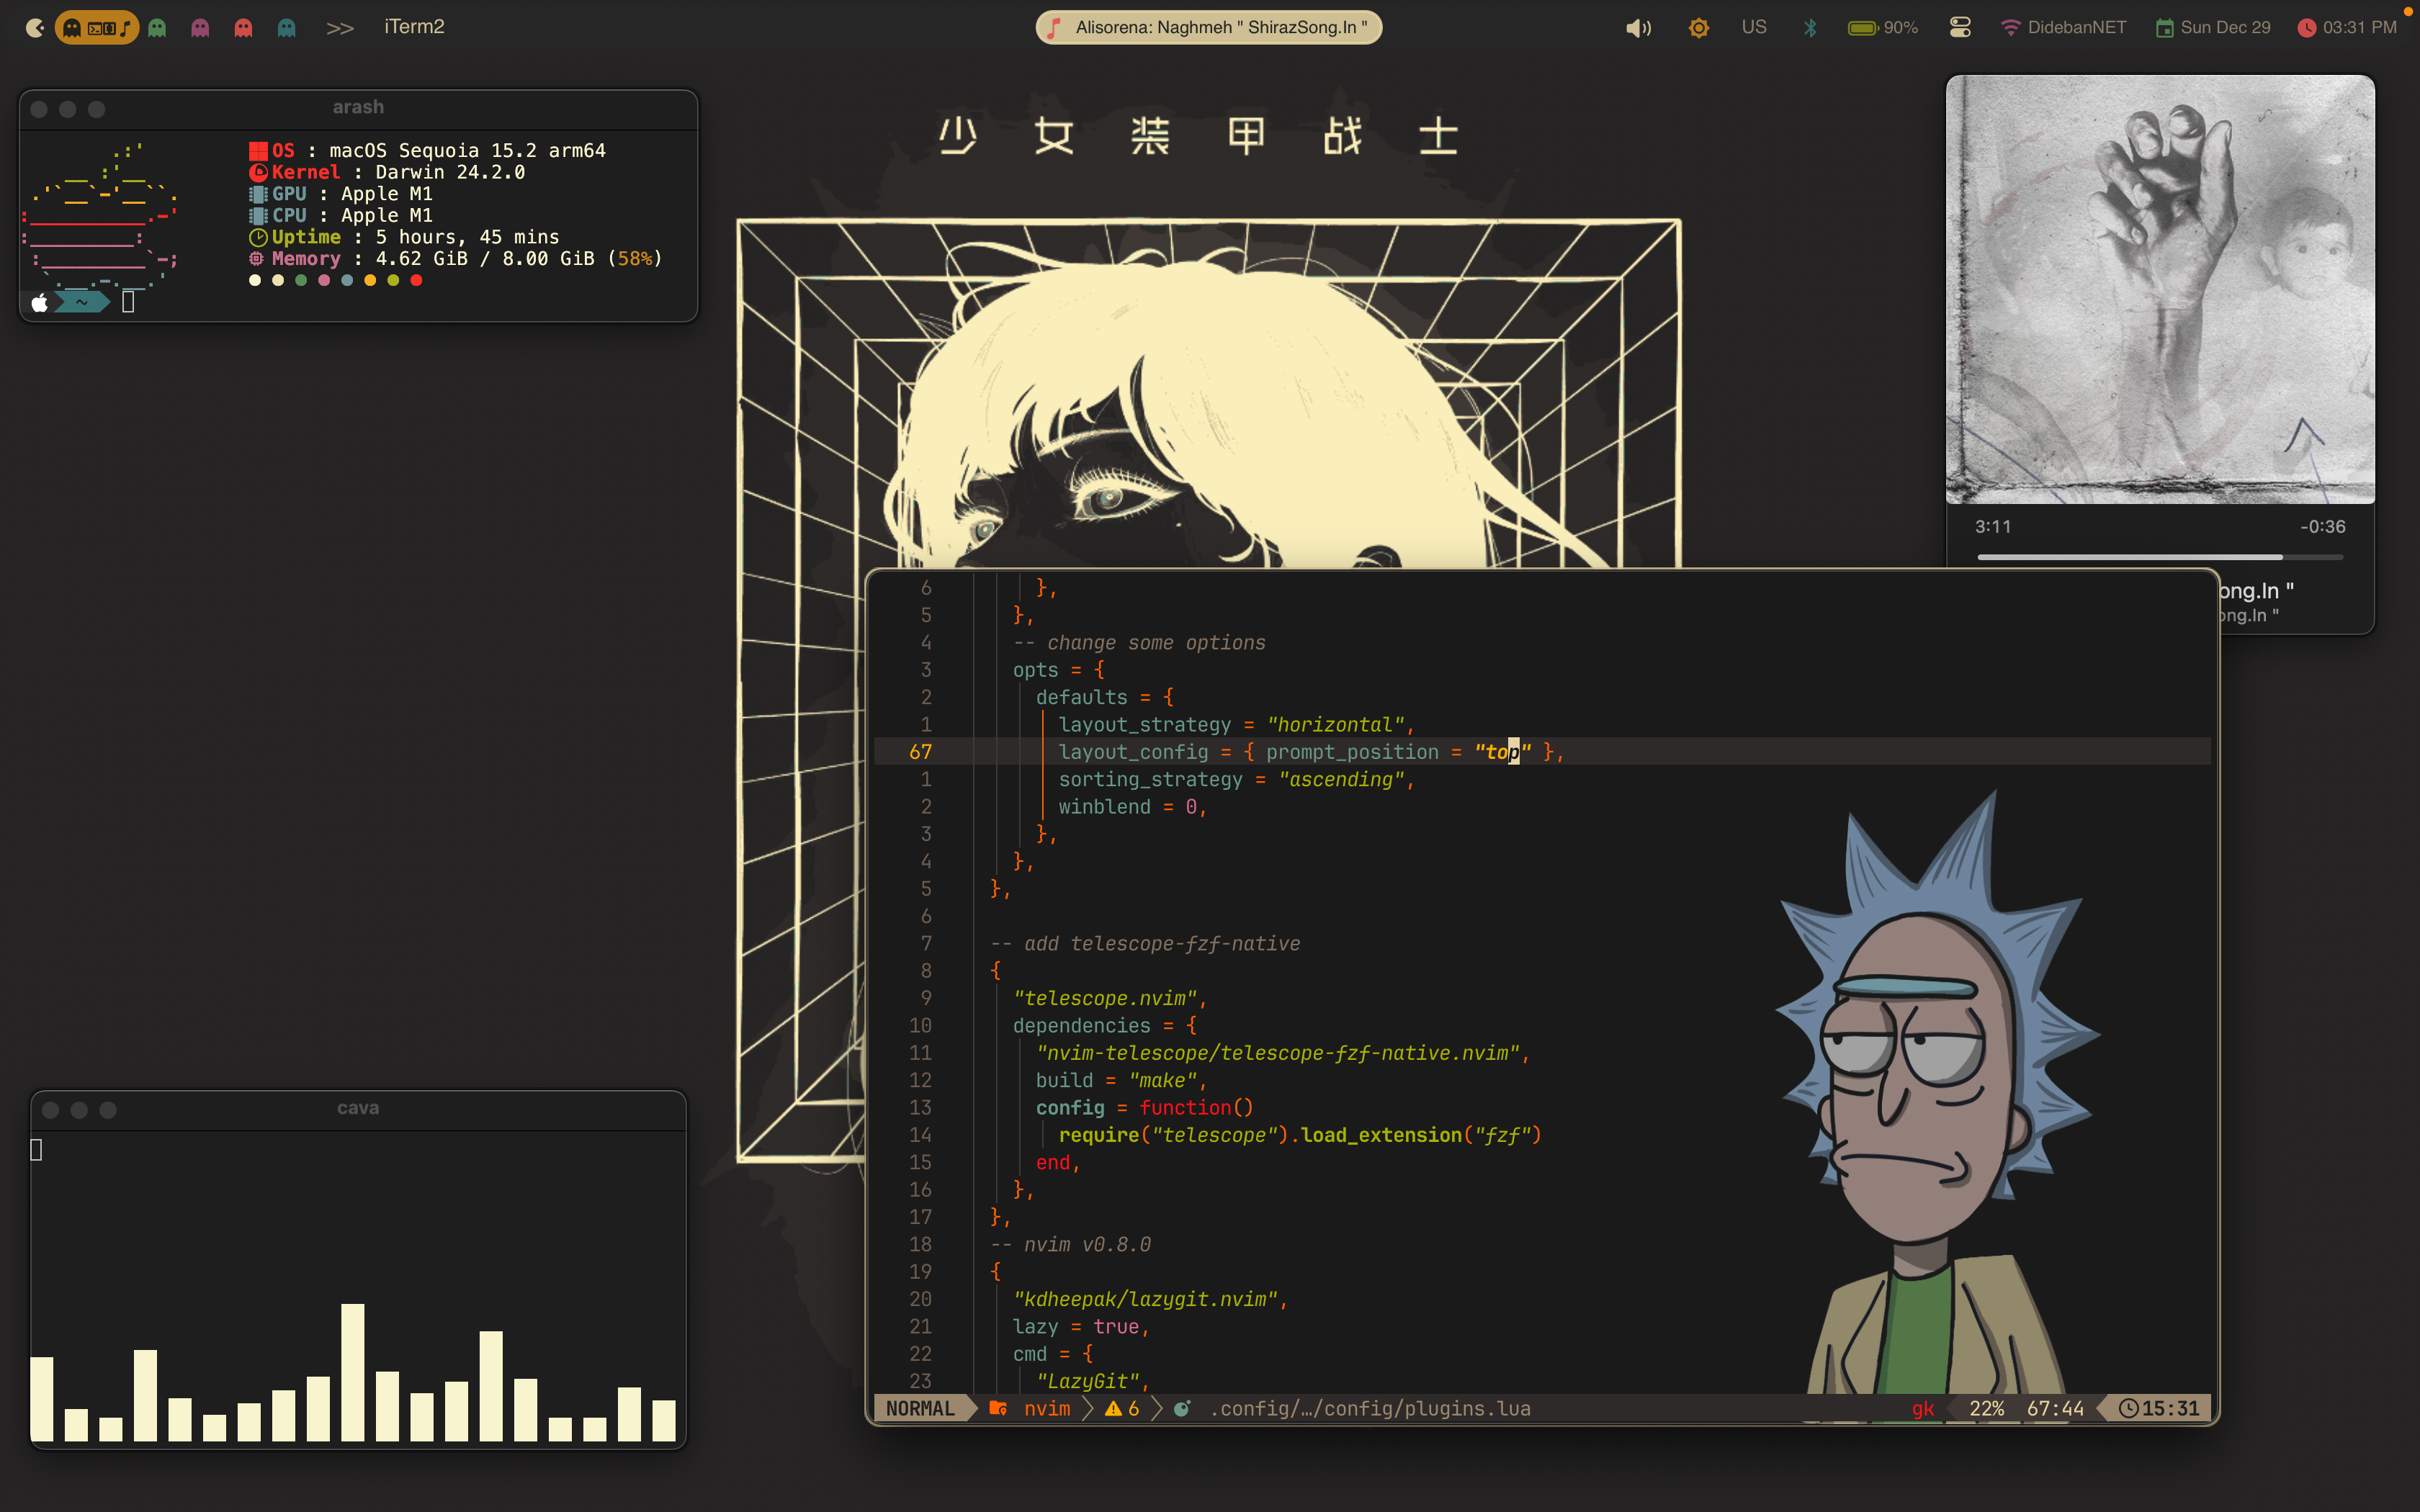 >> iTerm2
Alisorena: Naghmeh " ShirazSong.In "
US
90%
DidebanNET
Sun Dec 29
03:31 PM
arash
OS : macOS Sequoia 15.2 arm64
Kernel : Darwin 24.2.0
GPU : Apple M1
CPU : Apple M1
Uptime : 5 hours, 45 mins
Memory : 4.62 GiB / 8.00 GiB (58%)
~
少女装甲战士
3:11 -0:36
ong.In "
ong.In "
6 },
5 },
4 -- change some options
3 opts = {
2 defaults = {
1 layout_strategy = "horizontal",
67 layout_config = { prompt_position = "top" },
1 sorting_strategy = "ascending",
2 winblend = 0,
3 },
4 },
5 },
6
7 -- add telescope-fzf-native
8 {
9 "telescope.nvim",
10 dependencies = {
11 "nvim-telescope/telescope-fzf-native.nvim",
12 build = "make",
13 config = function()
14 require("telescope").load_extension("fzf")
15 end,
16 },
17 },
18 -- nvim v0.8.0
19 {
20 "kdheepak/lazygit.nvim",
21 lazy = true,
22 cmd = {
23 "LazyGit",
NORMAL nvim 6 .config/…/config/plugins.lua gk 22% 67:44 15:31
cava